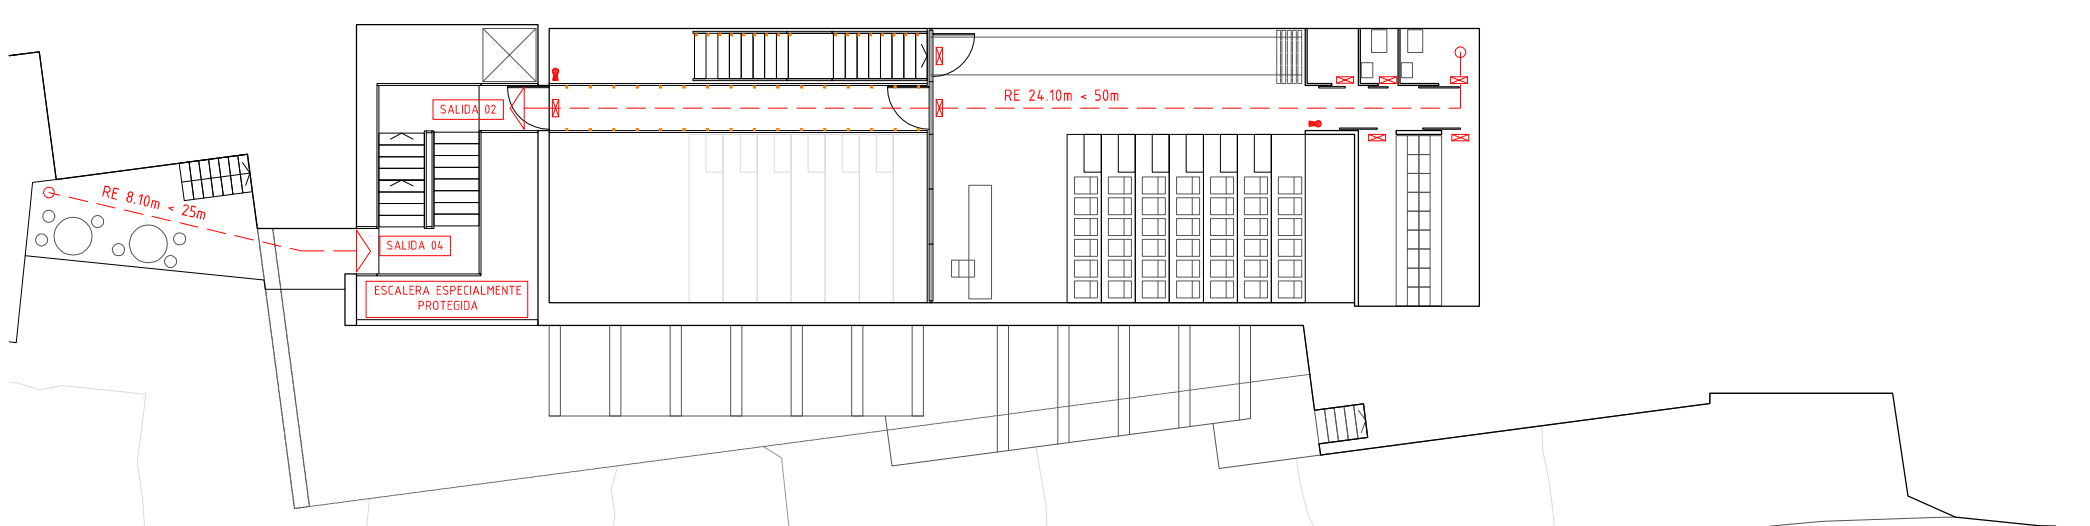 SALIDA 02
RE 24.10m < 50m
RE 8.10m < 25m
SALIDA 04
ESCALERA ESPECIALMENTE
PROTEGIDA